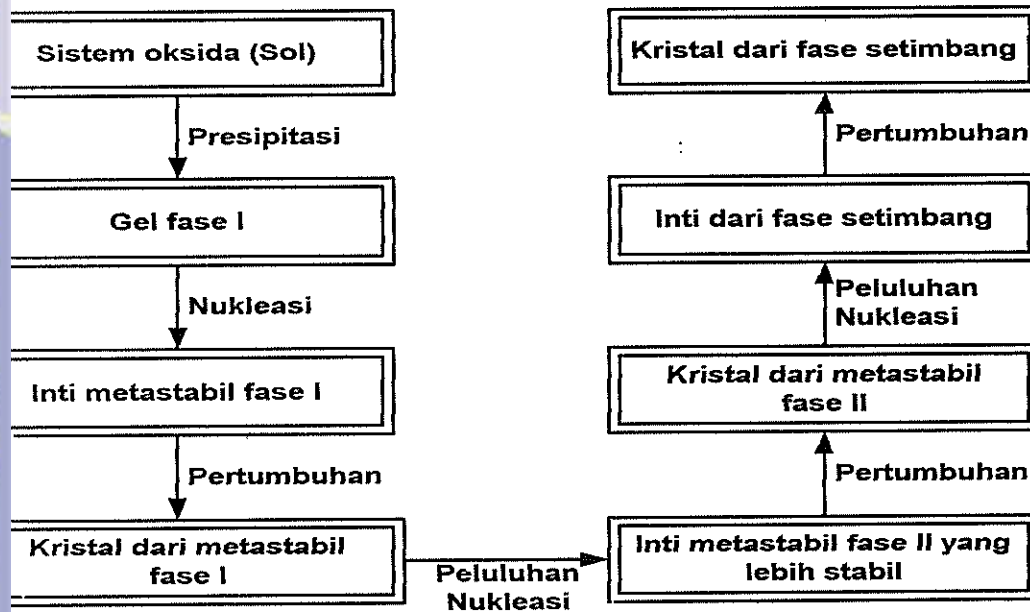 Sistem oksida (Sol)
Presipitasi
Gel fase I
Nukleasi
Inti metastabil fase I
Pertumbuhan
Kristal dari metastabil
fase I
Peluluhan
Nukleasi
Inti metastabil fase II yang
lebih stabil
Pertumbuhan
Kristal dari metastabil
fase II
Peluluhan
Nukleasi
Inti dari fase setimbang
Pertumbuhan
Kristal dari fase setimbang